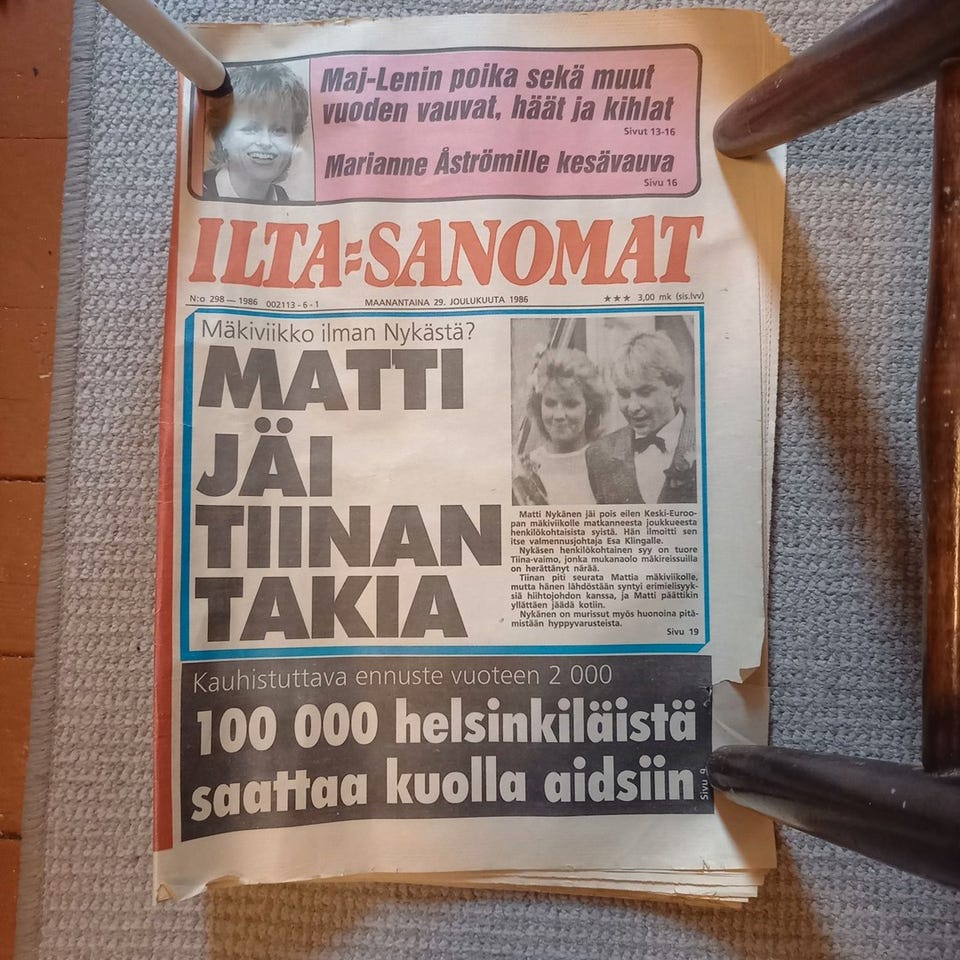 Maj-Lenin poika sekä muut
vuoden vauvat, häät ja kihlat
Sivut 13-16
Marianne Åströmille kesävauva
Sivu 16
ILTA=SANOMAT
N:o 298 — 1986 002113-6-1 MAANANTAINA 29. JOULUKUUTA 1986 ★★★ 3,00 mk (sis.lvv)
Mäkiviikko ilman Nykästä?
MATTI
JÄI
TIINAN
TAKIA
Matti Nykänen jäi pois eilen Keski-Euroo-
pan mäkiviikolle matkanneesta joukkueesta
henkilökohtaisista syistä. Hän ilmoitti sen
itse valmennusjohtaja Esa Klingalle.
Nykäsen henkilökohtainen syy on tuore
Tiina-vaimo, jonka mukanaolo mäkireissuilla
on herättänyt närää.
Tiinan piti seurata Mattia mäkiviikolle,
mutta hänen lähdöstään syntyi erimielisyyk-
siä hiihtojohdon kanssa, ja Matti päättikin
yllättäen jäädä kotiin.
Nykänen on murissut myös huonoina pitä-
mistään hyppyvarusteista.
Sivu 19
Kauhistuttava ennuste vuoteen 2 000
100 000 helsinkiläistä
saattaa kuolla aidsiin
Sivu 9